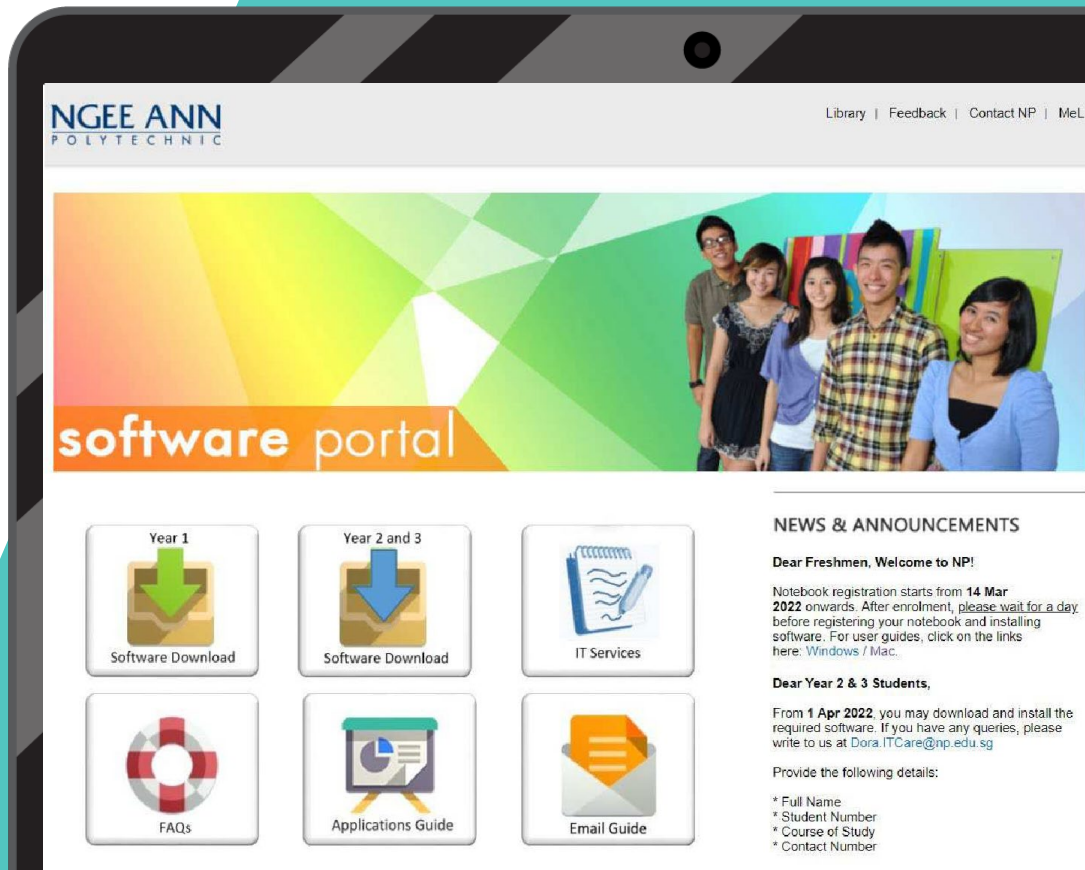 NGEE ANN
POLYTECHNIC
Library | Feedback | Contact NP | MeL
software portal
Year 1
Software Download
Year 2 and 3
Software Download
IT Services
FAQs
Applications Guide
Email Guide
NEWS & ANNOUNCEMENTS
Dear Freshmen, Welcome to NP!
Notebook registration starts from 14 Mar
2022 onwards. After enrolment, please wait for a day
before registering your notebook and installing
software. For user guides, click on the links
here: Windows / Mac.
Dear Year 2 & 3 Students,
From 1 Apr 2022, you may download and install the
required software. If you have any queries, please
write to us at Dora.ITCare@np.edu.sg
Provide the following details:
* Full Name
* Student Number
* Course of Study
* Contact Number